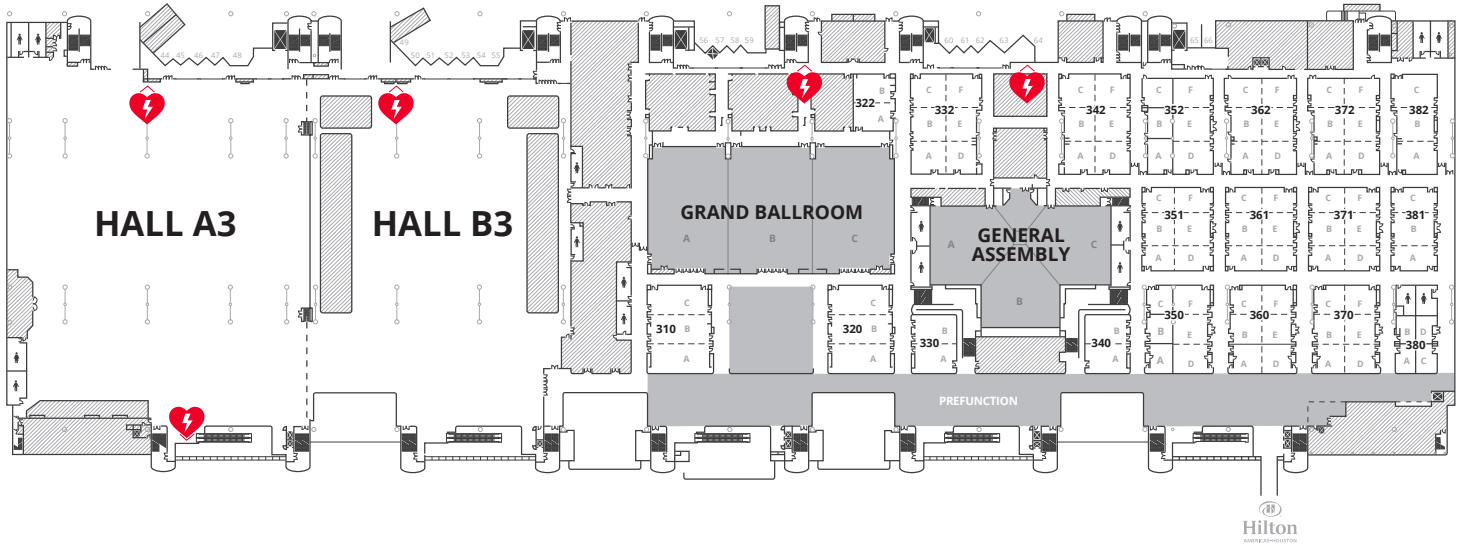 44 45 46 47 48
49
50 51 52 53 54 55
56 57 58 59
60 61 62 63 64
65 66
B
322
A
C F
332
B E
A D
C F
342
B E
A D
C F
352
B E
A D
C F
362
B E
A D
C F
372
B E
A D
C
382
B
A
HALL A3
HALL B3
GRAND BALLROOM
A B C
GENERAL
ASSEMBLY
A C
B
C F
351
B E
A D
C F
361
B E
A D
C F
371
B E
A D
C
381
B
A
C
310 B
A
C
320 B
A
B
330
A
B
340
A
C F
350
B E
A D
C F
360
B E
A D
C F
370
B E
A D
B D
380
A C
PREFUNCTION
Hilton
AMERICAS-HOUSTON